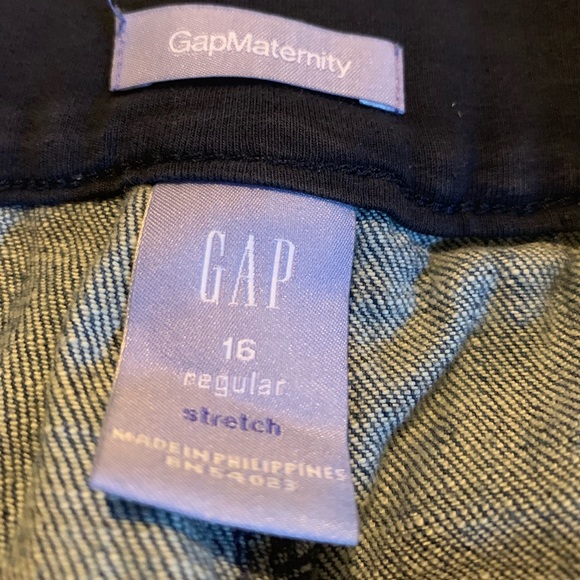 GapMaternity
GAP
16
regular
stretch
MADE IN PHILIPPINES
RN 54023